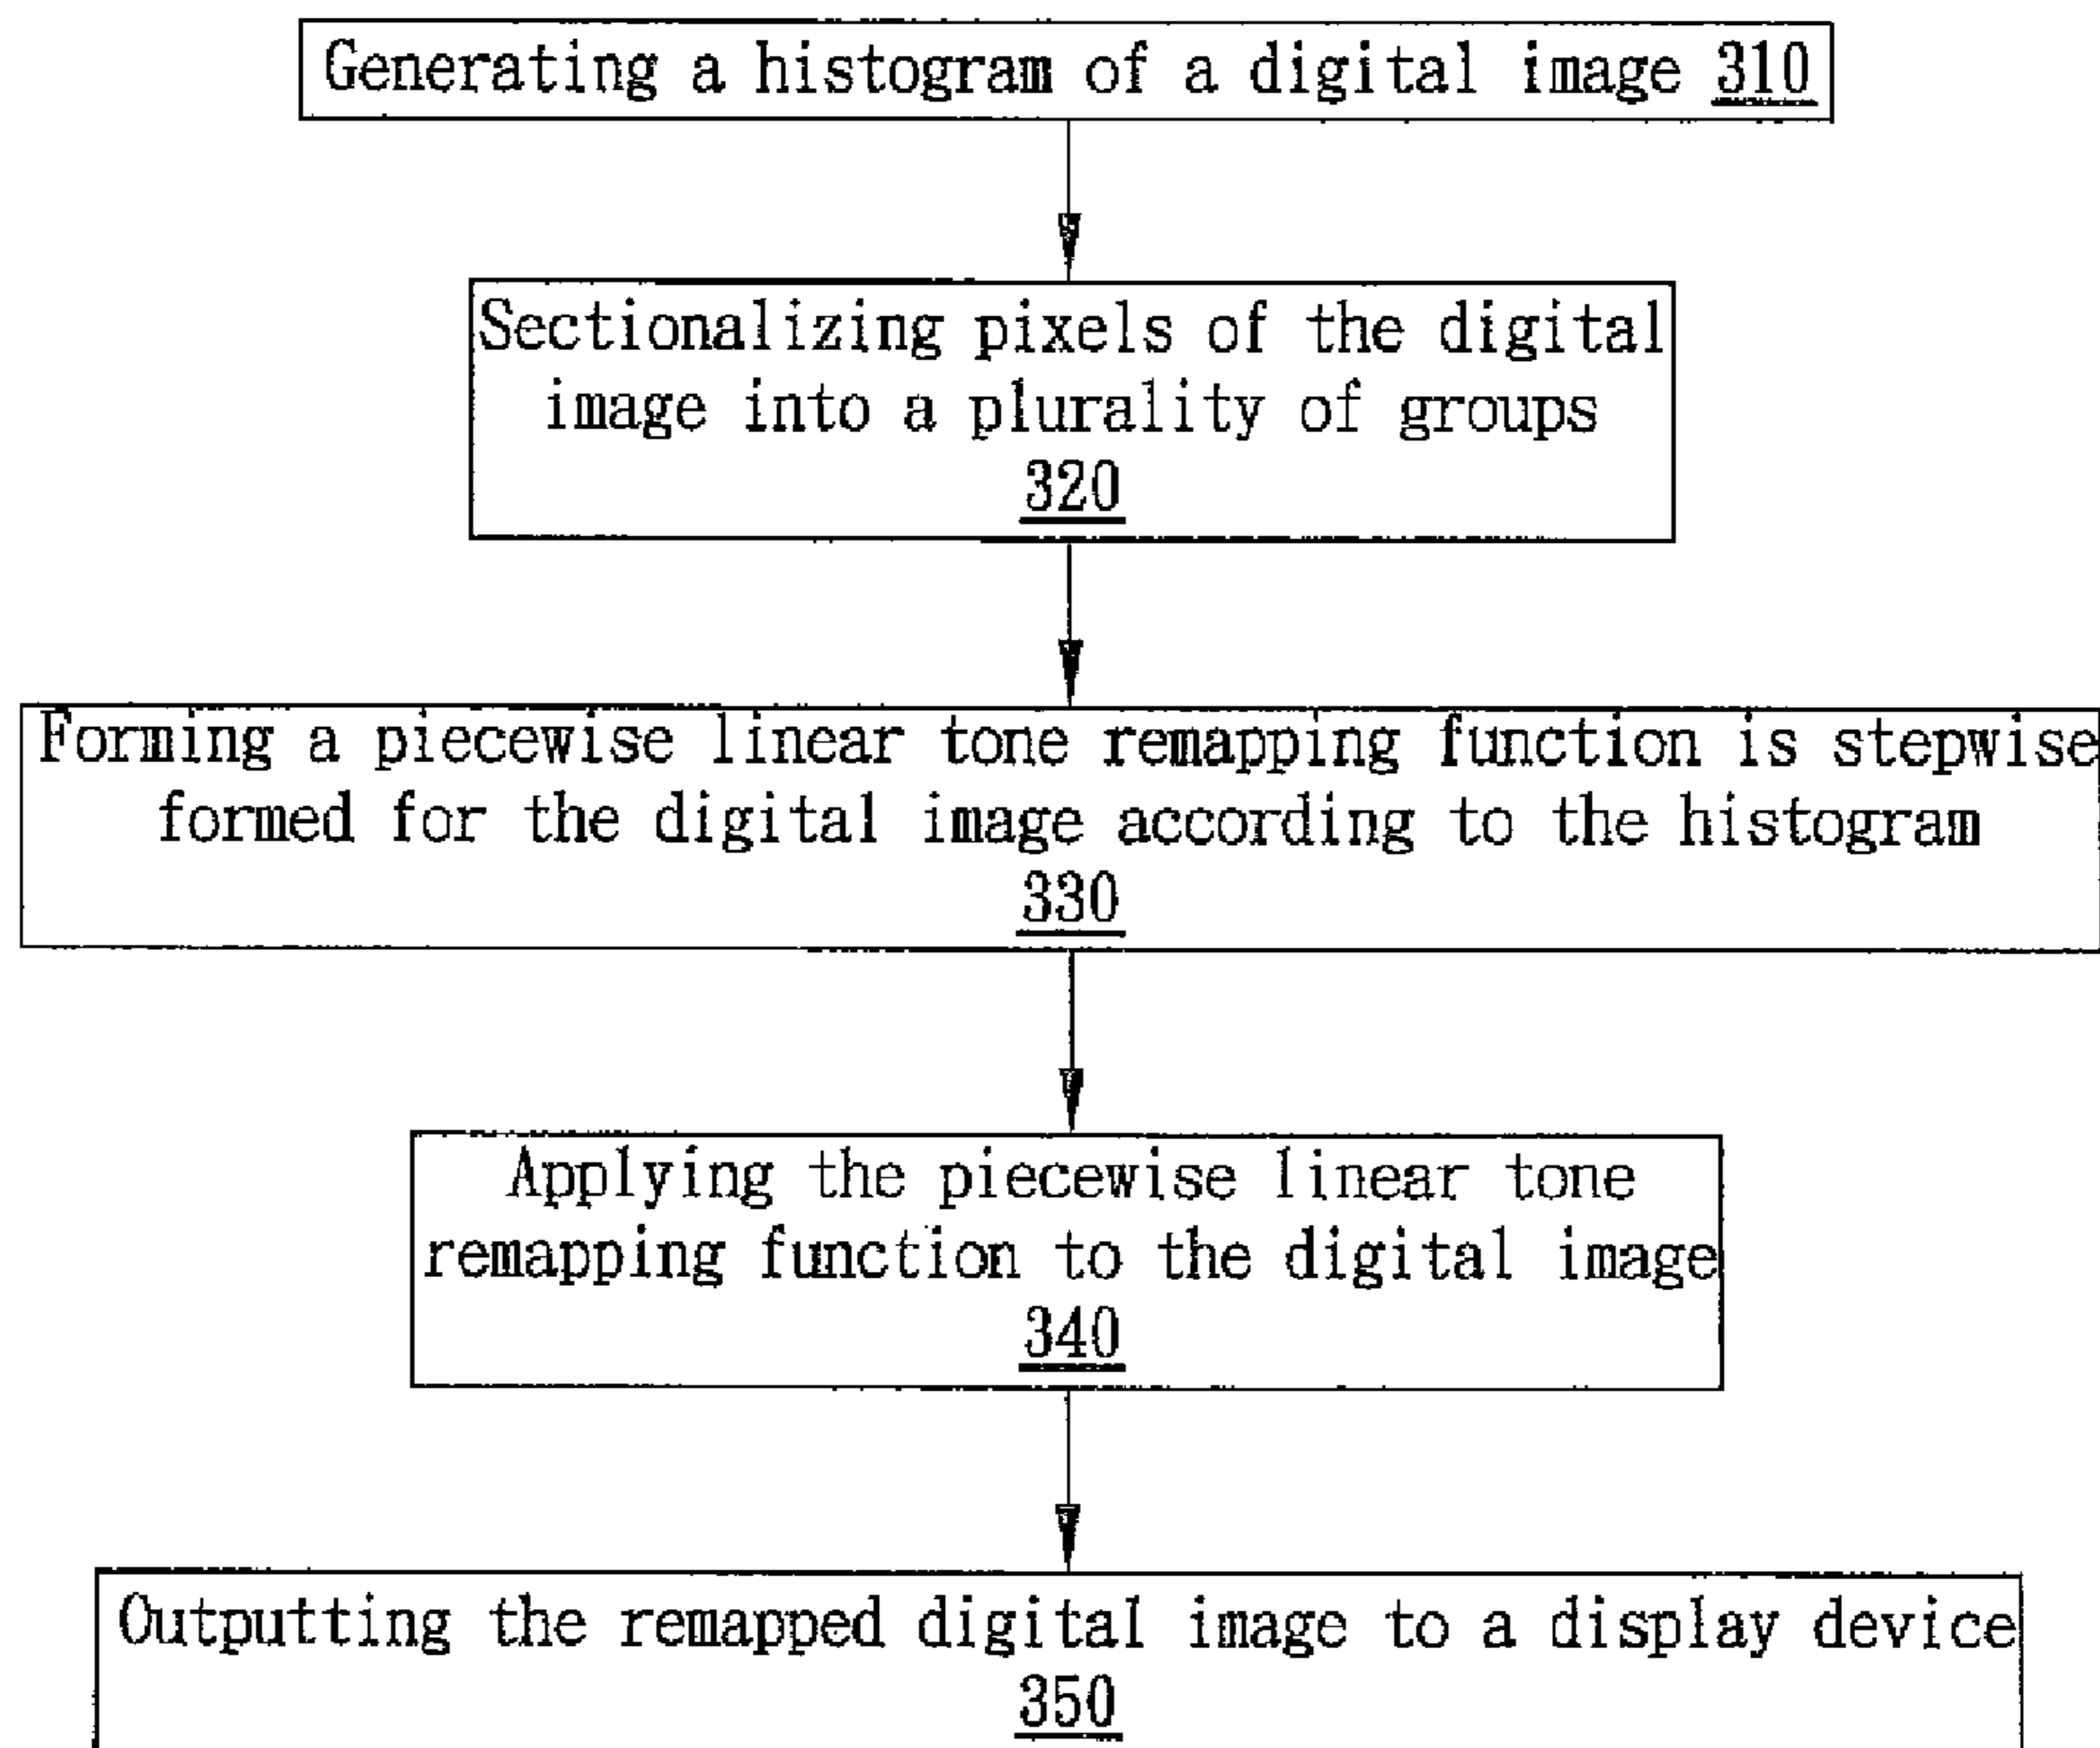 Generating a histogram of a digital image 310
Sectionalizing pixels of the digital
image into a plurality of groups
320
Forming a piecewise linear tone remapping function is stepwise
formed for the digital image according to the histogram
330
Applying the piecewise linear tone
remapping function to the digital image
340
Outputting the remapped digital image to a display device
350